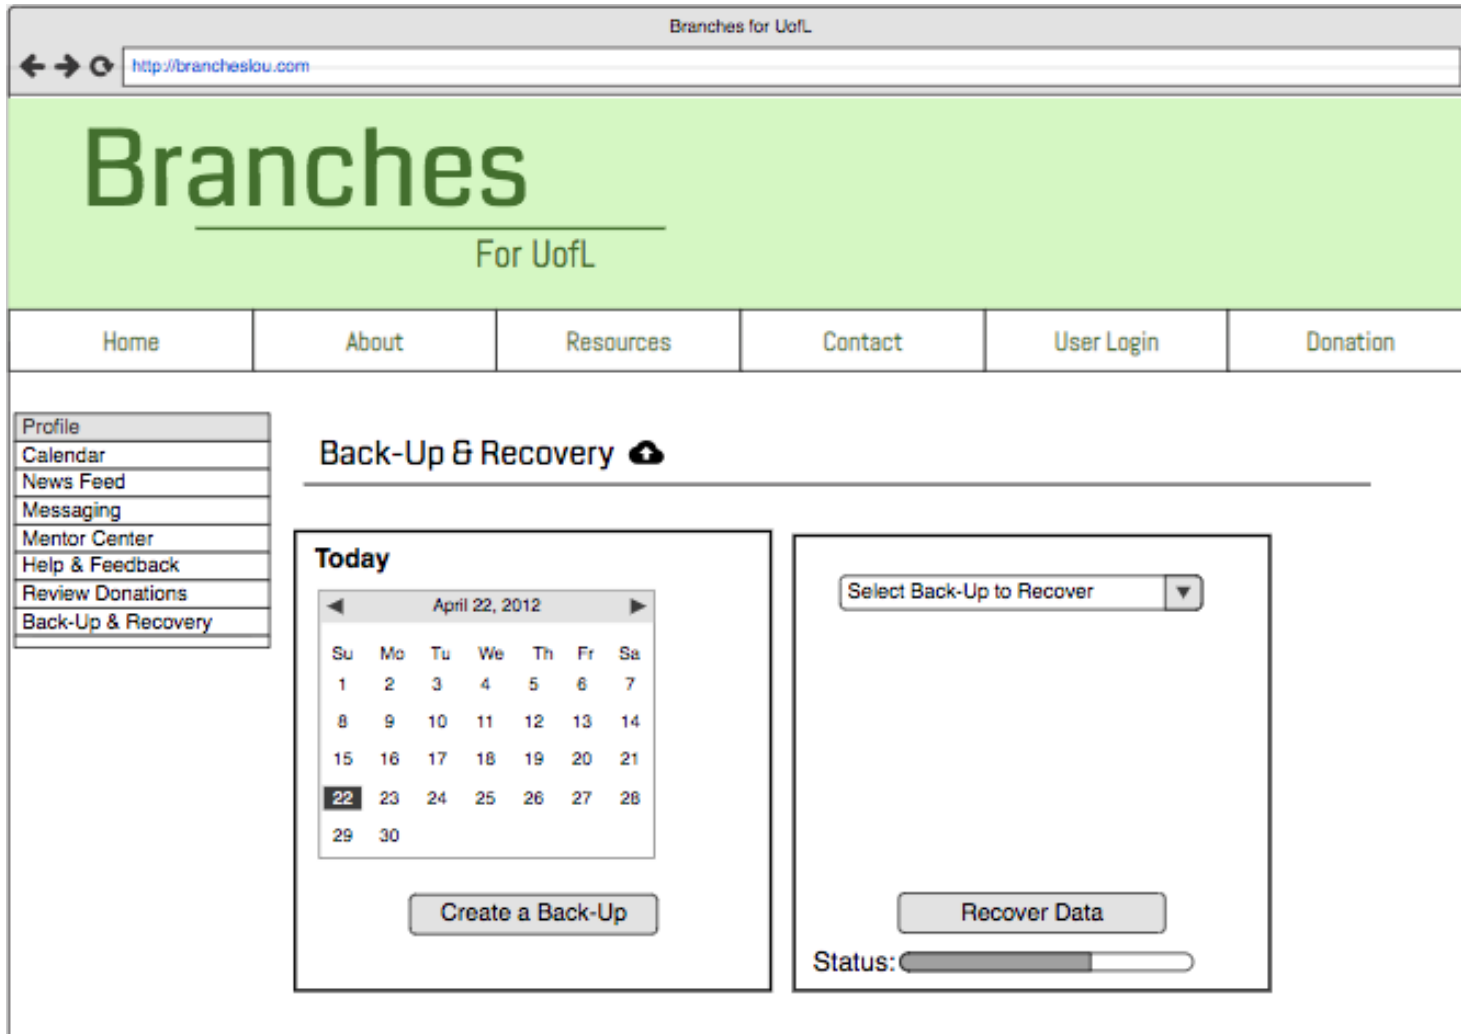 Branches for UofL
http://brancheslou.com
Branches
For UofL
Home About Resources Contact User Login Donation
Profile
Calendar
News Feed
Messaging
Mentor Center
Help & Feedback
Review Donations
Back-Up & Recovery
Back-Up & Recovery
Today
April 22, 2012
Su Mo Tu We Th Fr Sa
1 2 3 4 5 6 7
8 9 10 11 12 13 14
15 16 17 18 19 20 21
22 23 24 25 26 27 28
29 30
Create a Back-Up
Select Back-Up to Recover
Recover Data
Status: